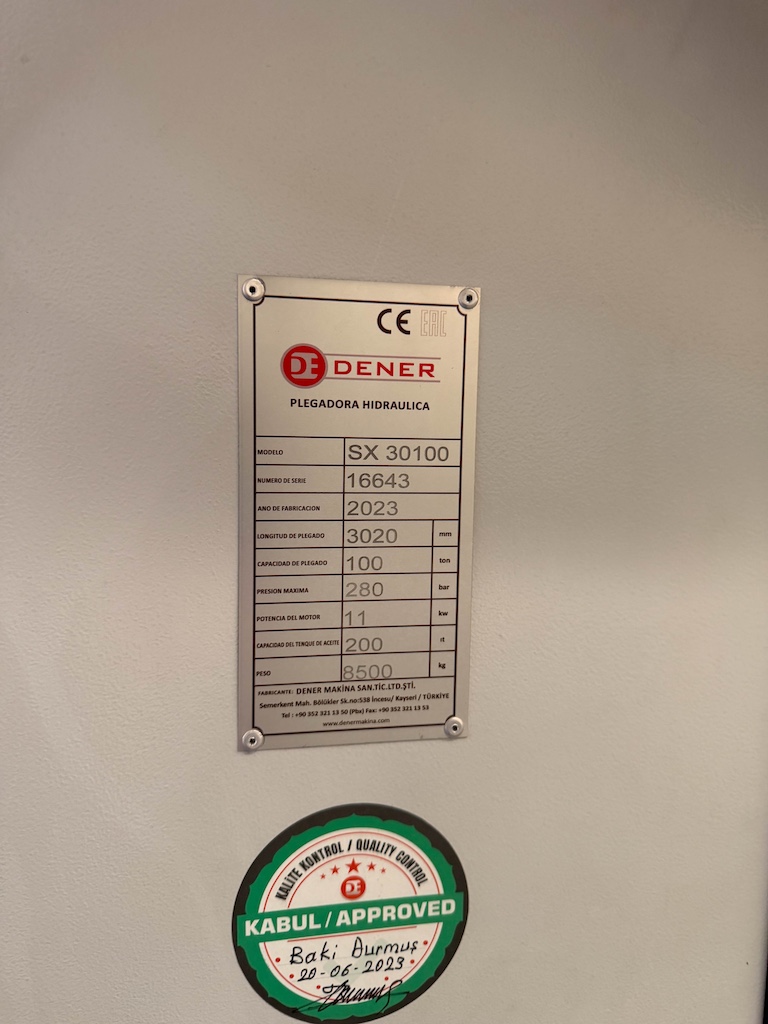 CE EAC
DE DENER
PLEGADORA HIDRAULICA
MODELO SX 30100
NUMERO DE SERIE 16643
ANO DE FABRICACION 2023
LONGITUD DE PLEGADO 3020 mm
CAPACIDAD DE PLEGADO 100 ton
PRESION MAXIMA 280 bar
POTENCIA DEL MOTOR 11 kw
CAPACIDAD DEL TENQUE DE ACEITE 200
PESO 8500 kg
FABRICANTE: DENER MAKİNA SAN.TİC.LTD.ŞTİ.
Semerkent Mah. Bölükler Sk.no:538 İncesu/ Kayseri / TÜRKİYE
Tel : +90 352 321 13 50 (Pbx) Fax: +90 352 321 13 53
www.denermakina.com
KALİTE KONTROL / QUALITY CONTROL
DE
KABUL / APPROVED
Baki Durmuş
20-06-2023